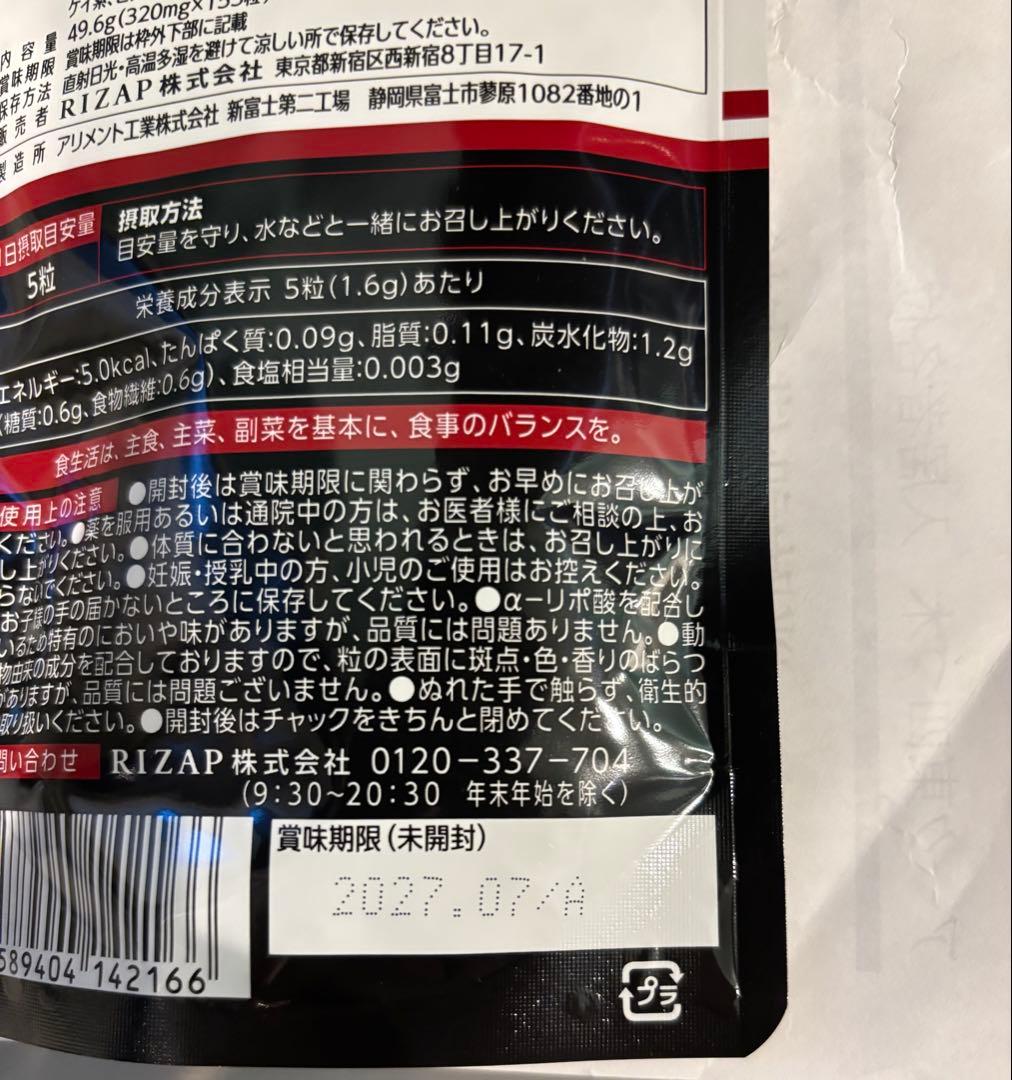 ケイ素、
内容量 49.6g(320mg×155粒)
賞味期限 賞味期限は枠外下部に記載
保存方法 直射日光・高温多湿を避けて涼しい所で保存してください。
販売者 RIZAP株式会社 東京都新宿区西新宿8丁目17-1
製造所 アリメント工業株式会社 新富士第二工場 静岡県富士市蓼原1082番地の1
1日摂取目安量
5粒
摂取方法
目安量を守り、水などと一緒にお召し上がりください。
栄養成分表示 5粒(1.6g)あたり
エネルギー:5.0kcal、たんぱく質:0.09g、脂質:0.11g、炭水化物:1.2g
(糖質:0.6g、食物繊維:0.6g)、食塩相当量:0.003g
食生活は、主食、主菜、副菜を基本に、食事のバランスを。
使用上の注意 ●開封後は賞味期限に関わらず、お早めにお召し上が
ください。●薬を服用あるいは通院中の方は、お医者様にご相談の上、お
し上がりください。●体質に合わないと思われるときは、お召し上がりに
らないでください。●妊娠・授乳中の方、小児のご使用はお控えください。
お子様の手の届かないところに保存してください。●α-リポ酸を配合し
いるため特有のにおいや味がありますが、品質には問題ありません。●動
物由来の成分を配合しておりますので、粒の表面に斑点・色・香りのばらつ
がありますが、品質には問題ございません。●ぬれた手で触らず、衛生的
取り扱いください。●開封後はチャックをきちんと閉めてください。
問い合わせ RIZAP株式会社 0120-337-704
(9:30~20:30 年末年始を除く)
賞味期限(未開封)
2027.07/A
589404 142166
プラ